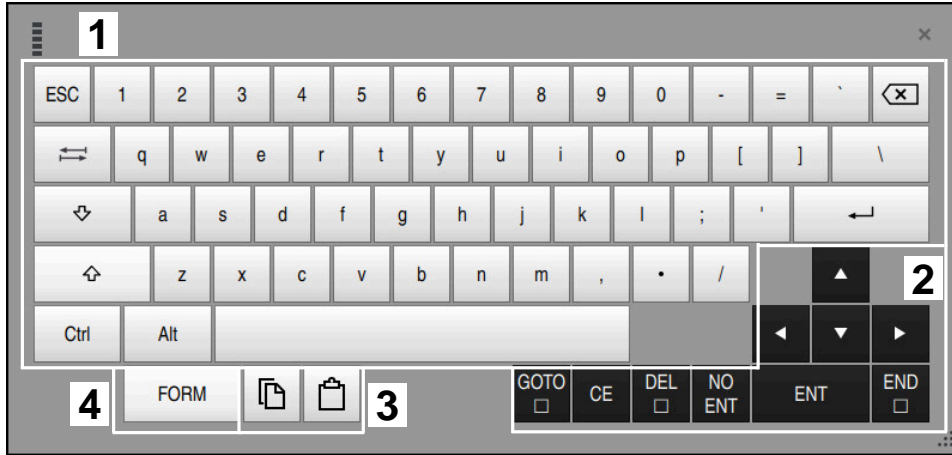 1
×
ESC 1 2 3 4 5 6 7 8 9 0 - = `
q w e r t y u i o p [ ] \
a s d f g h j k l ; '
z x c v b n m , • /
2
Ctrl Alt
4 FORM 3 GOTO CE DEL NO ENT ENT END